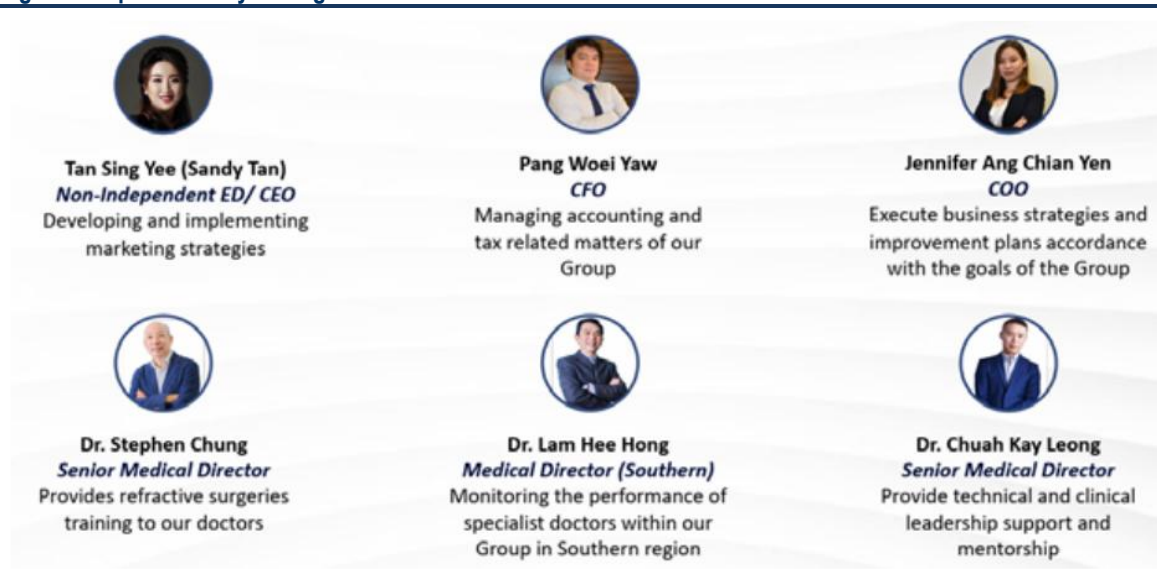 Tan Sing Yee (Sandy Tan)
Non-Independent ED/ CEO
Developing and implementing
marketing strategies
Pang Woei Yaw
CFO
Managing accounting and
tax related matters of our
Group
Jennifer Ang Chian Yen
COO
Execute business strategies and
improvement plans accordance
with the goals of the Group
Dr. Stephen Chung
Senior Medical Director
Provides refractive surgeries
training to our doctors
Dr. Lam Hee Hong
Medical Director (Southern)
Monitoring the performance of
specialist doctors within our
Group in Southern region
Dr. Chuah Kay Leong
Senior Medical Director
Provide technical and clinical
leadership support and
mentorship